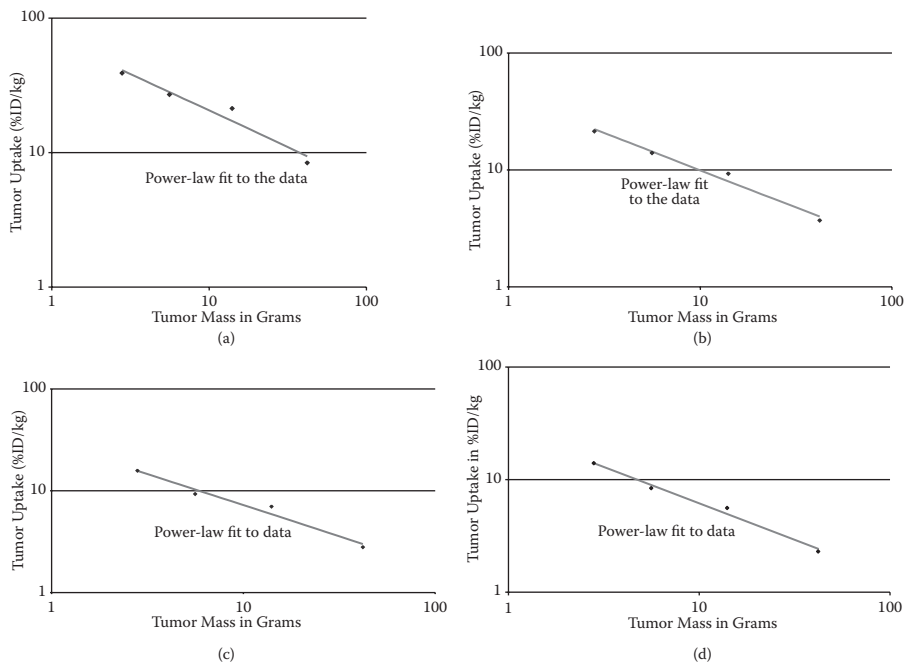 100
10
1
Tumor Uptake (%ID/kg)
Power-law fit to the data
1
10
100
Tumor Mass in Grams
(a)
100
10
1
Tumor Uptake (%ID/kg)
Power-law fit
to the data
1
10
100
Tumor Mass in Grams
(b)
100
10
1
Tumor Uptake (%ID/kg)
Power-law fit to data
1
10
100
Tumor Mass in Grams
(c)
100
10
1
Tumor Uptake in %ID/kg
Power-law fit to data
1
10
100
Tumor Mass in Grams
(d)